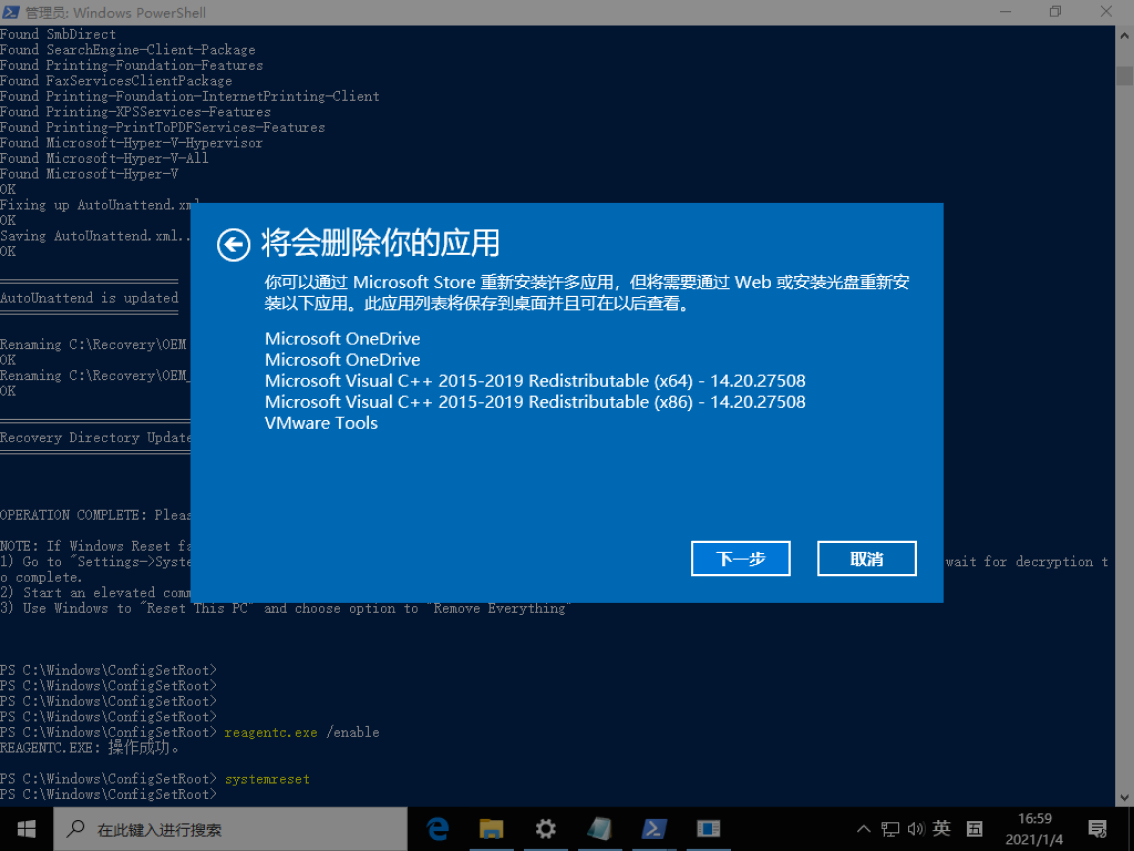 管理员: Windows PowerShell
Found SmbDirect
Found SearchEngine-Client-Package
Found Printing-Foundation-Features
Found FaxServicesClientPackage
Found Printing-Foundation-InternetPrinting-Client
Found Printing-XPSServices-Features
Found Printing-PrintToPDFServices-Features
Found Microsoft-Hyper-V-Hypervisor
Found Microsoft-Hyper-V-All
Found Microsoft-Hyper-V
OK
Fixing up AutoUnattend.xml
OK
Saving AutoUnattend.xml..
OK
AutoUnattend is updated
Renaming C:\Recovery\OEM
OK
Renaming C:\Recovery\OEM_
OK
Recovery Directory Update
将会删除你的应用
你可以通过 Microsoft Store 重新安装许多应用，但将需要通过 Web 或安装光盘重新安
装以下应用。此应用列表将保存到桌面并且可在以后查看。
Microsoft OneDrive
Microsoft OneDrive
Microsoft Visual C++ 2015-2019 Redistributable (x64) - 14.20.27508
Microsoft Visual C++ 2015-2019 Redistributable (x86) - 14.20.27508
VMware Tools
下一步
取消
OPERATION COMPLETE: Pleas
NOTE: If Windows Reset fa
1) Go to "Settings->Syste wait for decryption t
o complete.
2) Start an elevated comm
3) Use Windows to "Reset This PC" and choose option to "Remove Everything"
PS C:\Windows\ConfigSetRoot>
PS C:\Windows\ConfigSetRoot>
PS C:\Windows\ConfigSetRoot>
PS C:\Windows\ConfigSetRoot>
PS C:\Windows\ConfigSetRoot> reagentc.exe /enable
REAGENTC.EXE: 操作成功。
PS C:\Windows\ConfigSetRoot> systemreset
PS C:\Windows\ConfigSetRoot>
在此键入进行搜索
英
16:59
2021/1/4